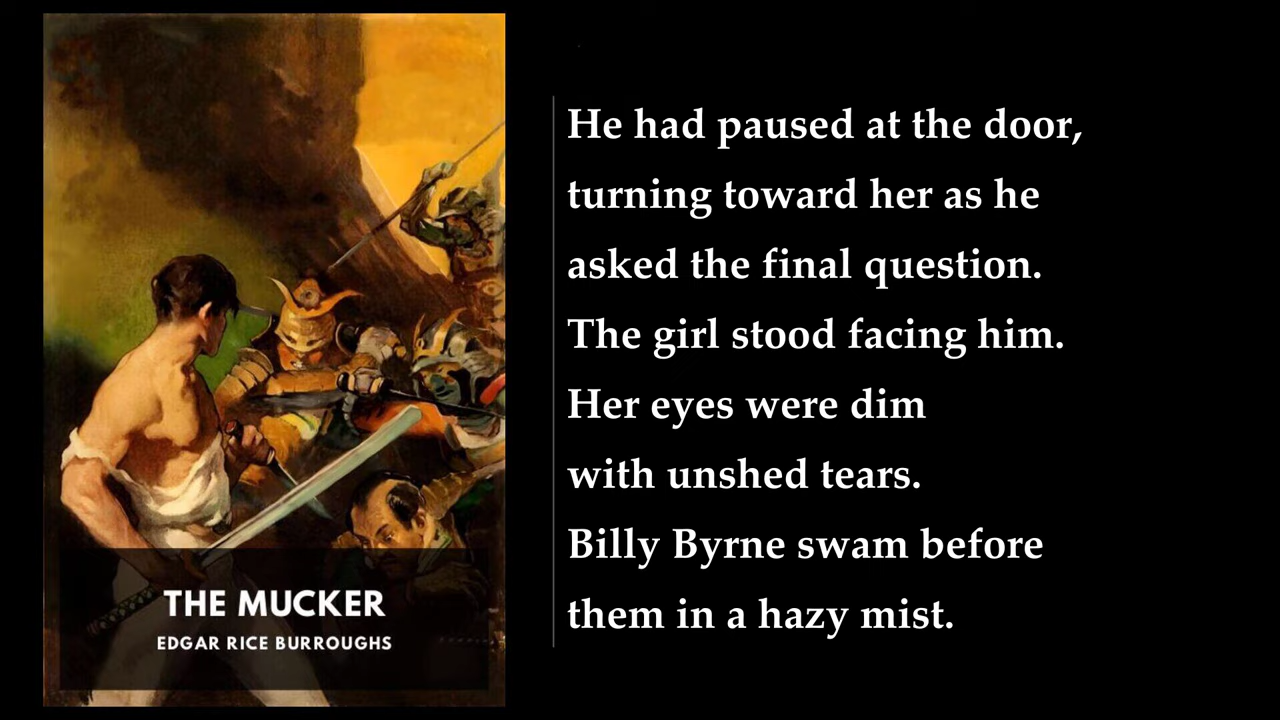 THE MUCKER
EDGAR RICE BURROUGHS
He had paused at the door,
turning toward her as he
asked the final question.
The girl stood facing him.
Her eyes were dim
with unshed tears.
Billy Byrne swam before
them in a hazy mist.